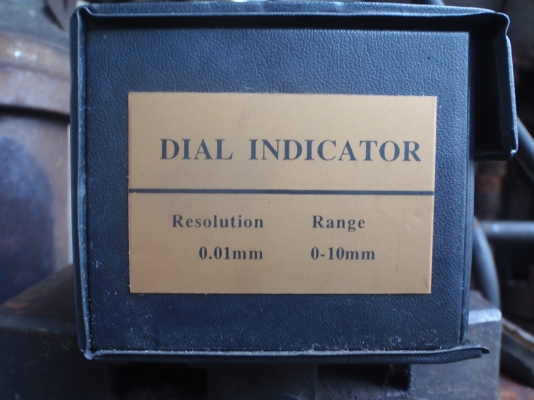 DIAL INDICATOR
Resolution Range
0.01mm 0-10mm